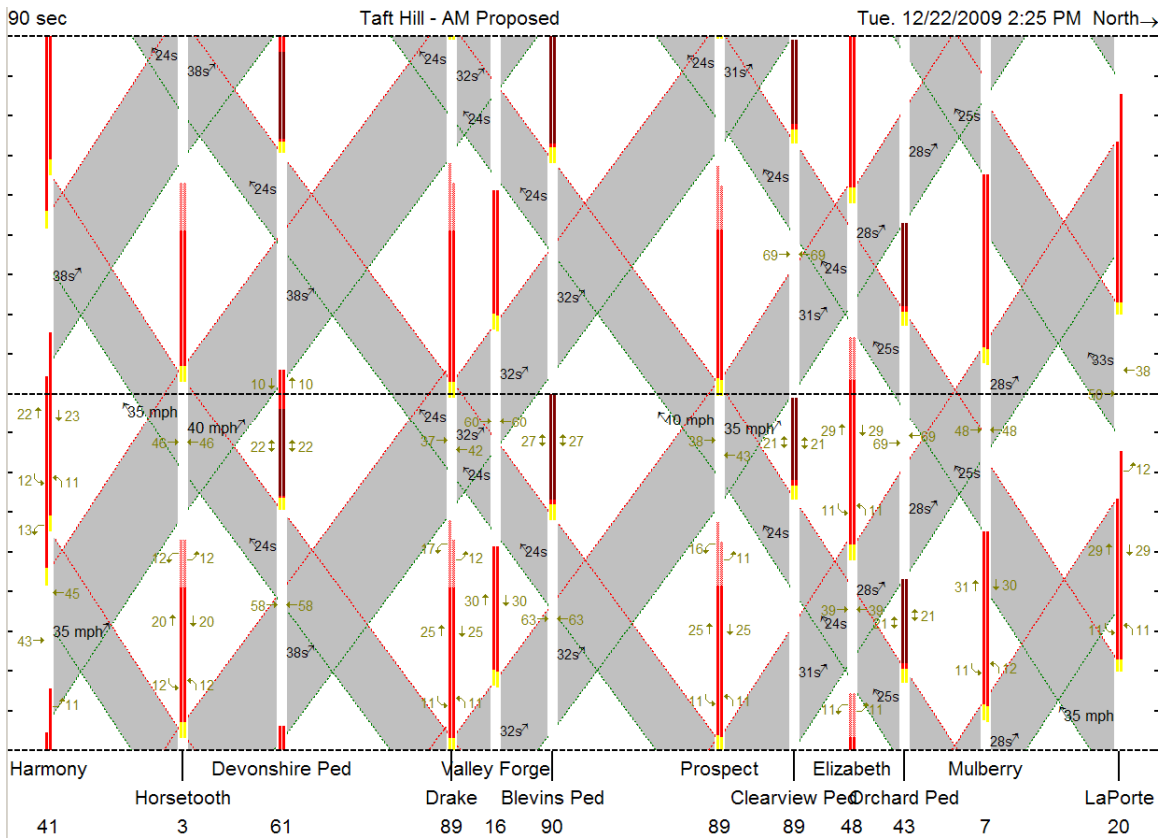 90 sec Taft Hill - AM Proposed Tue. 12/22/2009 2:25 PM North→
↖24s 38s↗ ↖24s 32s↗ ↖24s 31s↗ ↖25s
↖24s 28s↗
↖24s ↖24s ↖24s
28s↗
69→ ←69
38s↗ 38s↗ 32s↗ ↖24s
31s↗
↖25s ↖33s
32s↗ 28s↗ ←38
10↓ ↑10 50
22↑ ↓23 ↖35 mph 40 mph↗ ↖24s 32s↗ 60→ ←60 ↖40 mph 35 mph↗ 29↑ ↓29 48→ ←48
46→ ←46 22↕ ↕22 37 ←42 27↕ ↕27 38 ←43 21↕ ↕21 69→ ←39
12 11 ↖24s ↖25s 12
13 11 11 28s↗
12 12 ↖24s 17 12 16 11 ↖24s 29↑ ↓29
←45 58→ ←58 30↑ ↓30 28s↗ 31↑ ↓30
43→ 35 mph↗ 20↑ ↓20 25↑ ↓25 63→ ←63 25↑ ↓25 39→ ←39 ↖24s 21↕ ↕21 11 11
38s↗ 32s↗ 31s↗
12 12 11 11 11 11 ↖25s 11 12
11 11 11 ↖35 mph
32s↗ 28s↗
Harmony Devonshire Ped Valley Forge Prospect Elizabeth Mulberry
Horsetooth Drake Blevins Ped Clearview Ped Orchard Ped LaPorte
41 3 61 89 16 90 89 89 48 43 7 20